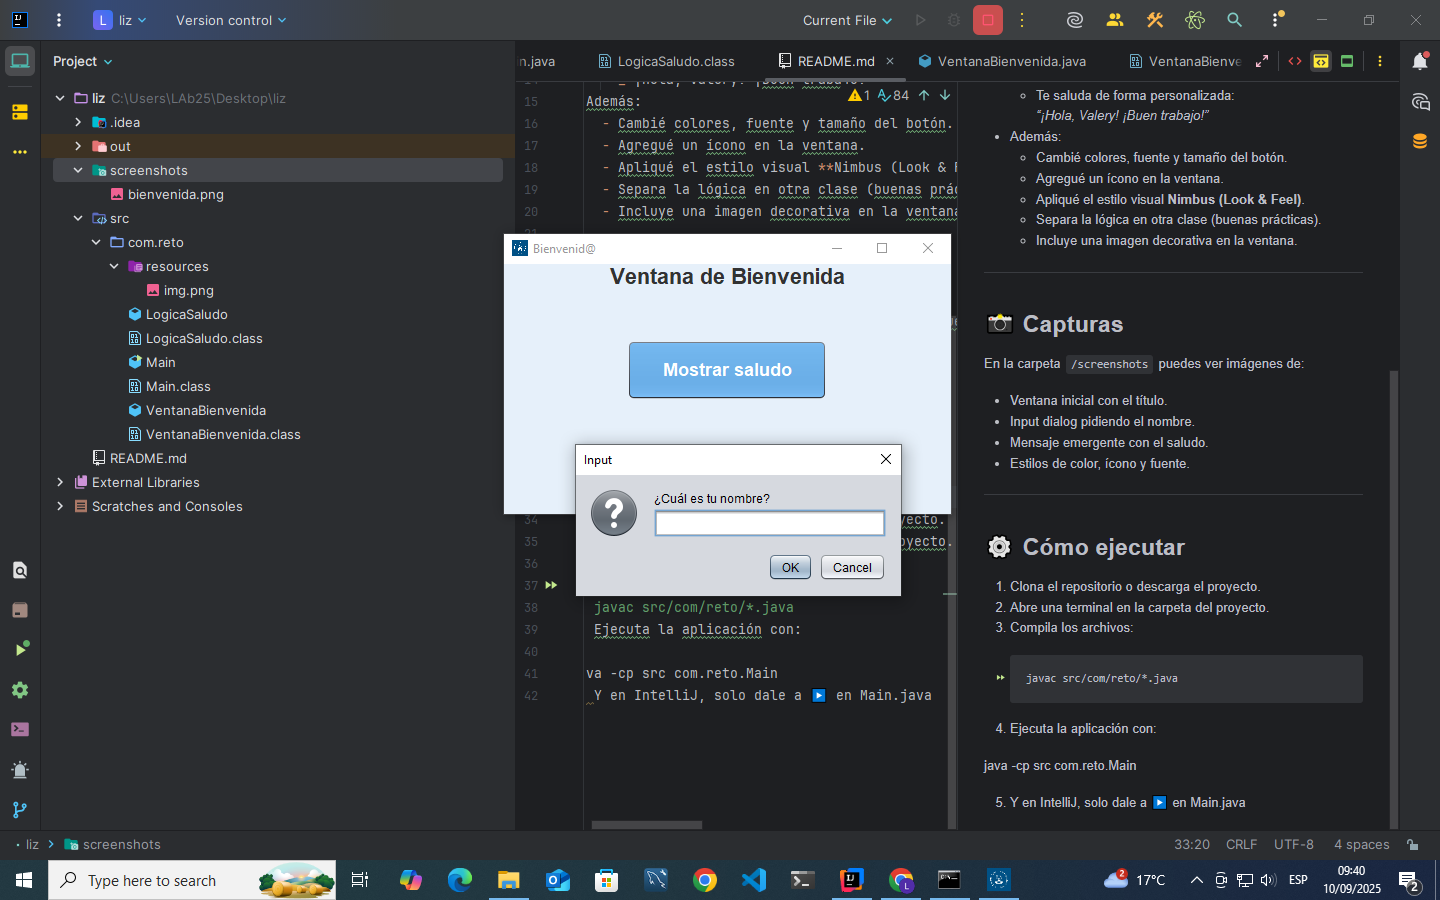 L liz
Version control
Current File
Project
n.java
LogicaSaludo.class
README.md
VentanaBienvenida.java
VentanaBienve
liz C:\Users\LAb25\Desktop\liz
.idea
out
screenshots
bienvenida.png
src
com.reto
resources
img.png
LogicaSaludo
LogicaSaludo.class
Main
Main.class
VentanaBienvenida
VentanaBienvenida.class
README.md
External Libraries
Scratches and Consoles
1 84
15 Además:
16 - Cambié colores, fuente y tamaño del botón.
17 - Agregué un ícono en la ventana.
18 - Apliqué el estilo visual **Nimbus (Look & F
19 - Separa la lógica en otra clase (buenas prác
20 - Incluye una imagen decorativa en la ventana
Bienvenid@
Ventana de Bienvenida
Mostrar saludo
Input
¿Cuál es tu nombre?
OK
Cancel
34 yecto.
35 oyecto.
36
37
38 javac src/com/reto/*.java
39 Ejecuta la aplicación con:
40
41 va -cp src com.reto.Main
42 Y en IntelliJ, solo dale a ▶ en Main.java
Te saluda de forma personalizada:
“¡Hola, Valery! ¡Buen trabajo!”
Además:
Cambié colores, fuente y tamaño del botón.
Agregué un ícono en la ventana.
Apliqué el estilo visual Nimbus (Look & Feel).
Separa la lógica en otra clase (buenas prácticas).
Incluye una imagen decorativa en la ventana.
Capturas
En la carpeta /screenshots puedes ver imágenes de:
Ventana inicial con el título.
Input dialog pidiendo el nombre.
Mensaje emergente con el saludo.
Estilos de color, ícono y fuente.
Cómo ejecutar
1. Clona el repositorio o descarga el proyecto.
2. Abre una terminal en la carpeta del proyecto.
3. Compila los archivos:
javac src/com/reto/*.java
4. Ejecuta la aplicación con:
java -cp src com.reto.Main
5. Y en IntelliJ, solo dale a ▶ en Main.java
liz > screenshots
33:20 CRLF UTF-8 4 spaces
Type here to search
2
17°C
ESP
09:40
10/09/2025
2